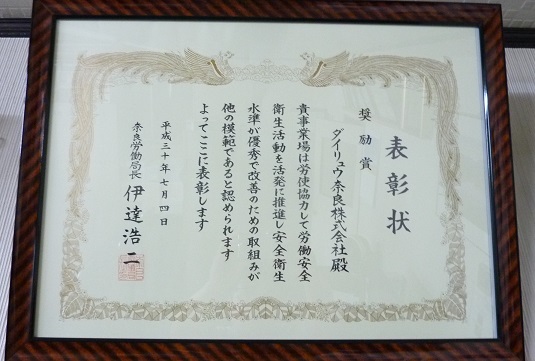 表彰状
奨励賞
ダイリュウ奈良株式会社殿
貴事業場は労使協力して労働安全
衛生活動を活発に推進し安全衛生
水準が優秀で改善のための取組みが
他の模範であると認められます
よってここに表彰します
平成三十年七月四日
奈良労働局長 伊達浩二